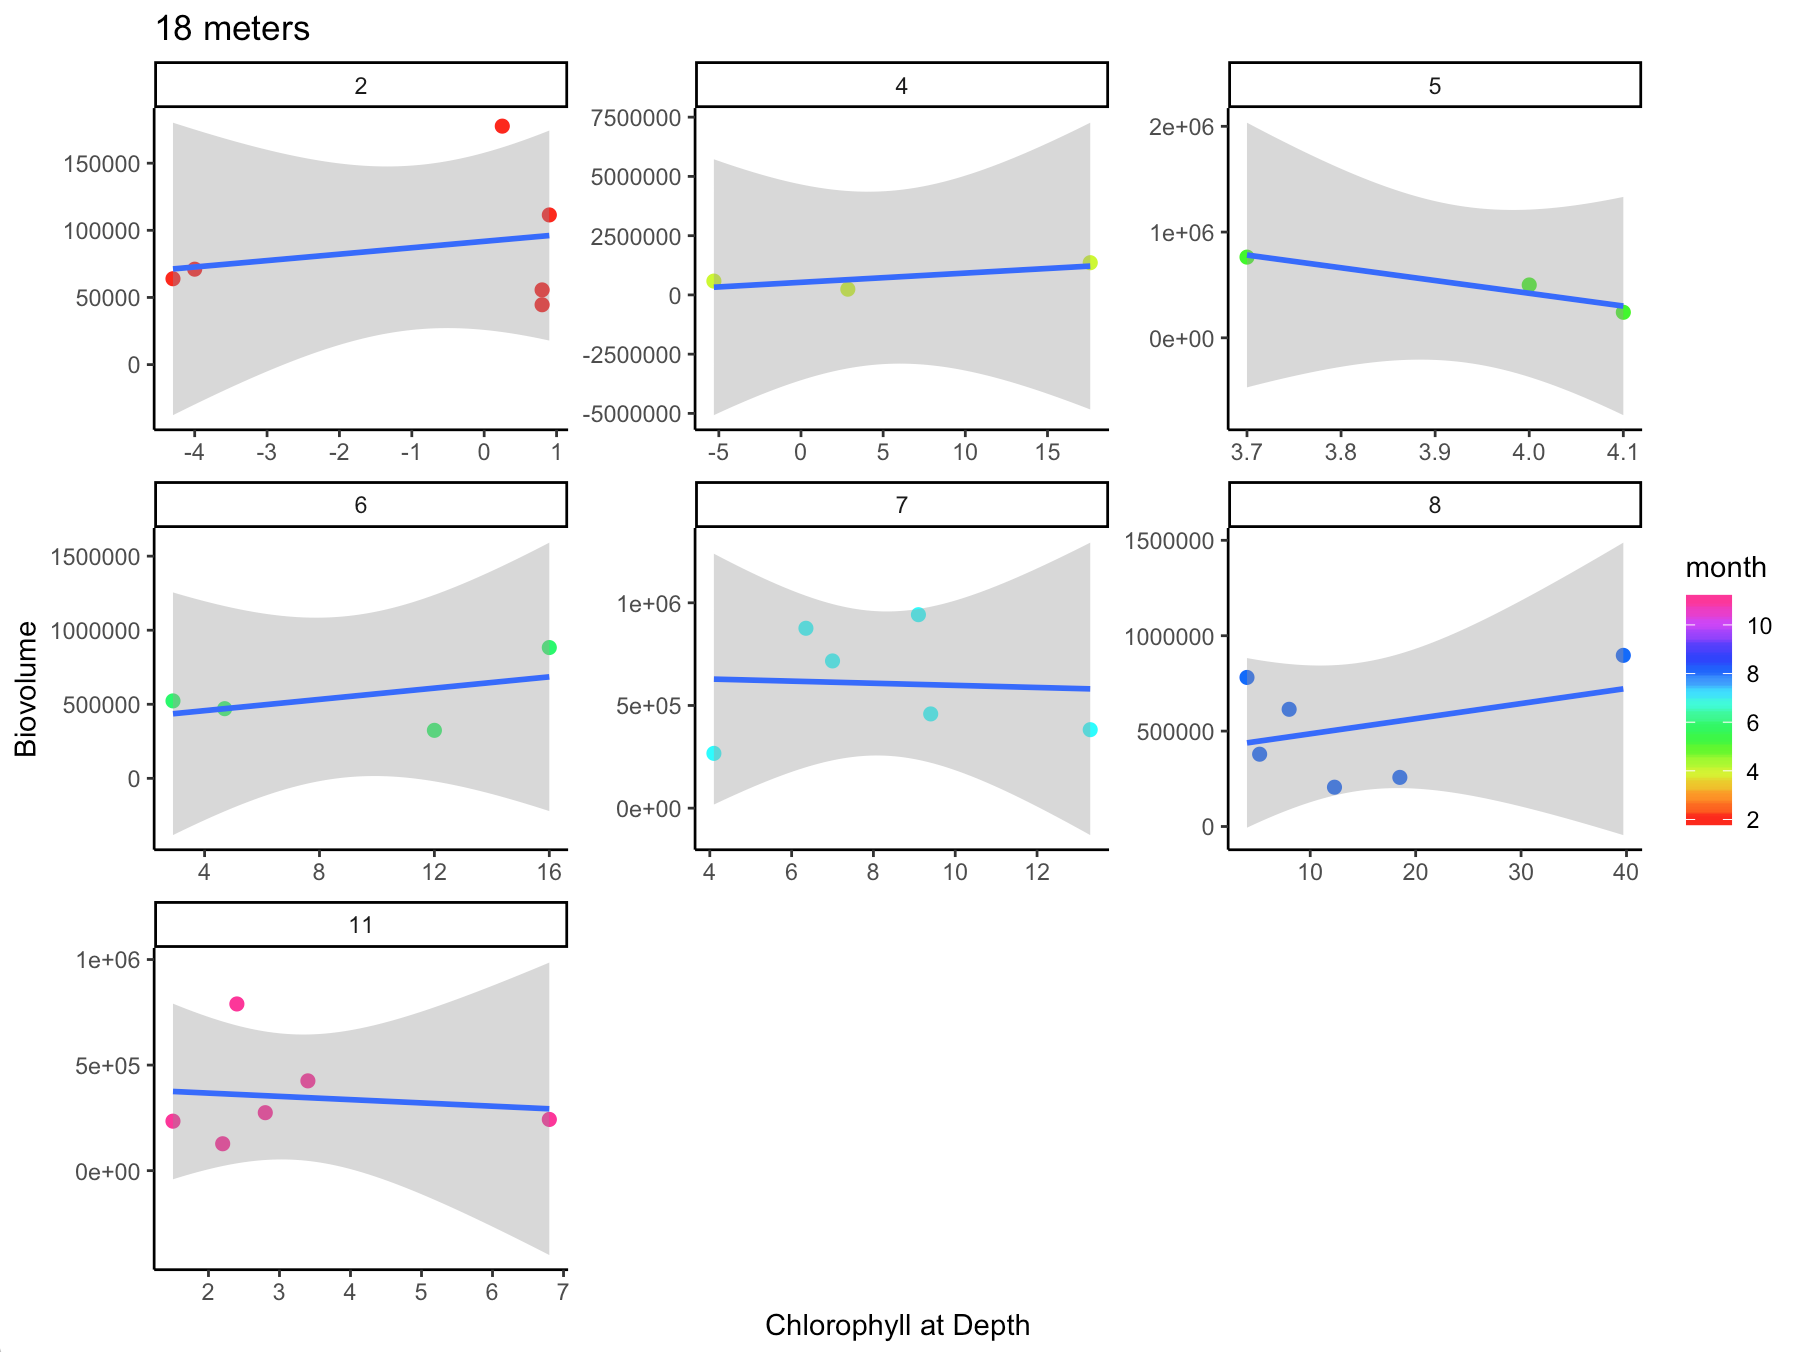 18 meters
2
4
5
150000
100000
50000
0
-4 -3 -2 -1 0 1
7500000
5000000
2500000
0
-2500000
-5000000
-5 0 5 10 15
2e+06
1e+06
0e+00
3.7 3.8 3.9 4.0 4.1
6
7
8
1500000
1000000
500000
0
4 8 12 16
1e+06
5e+05
0e+00
4 6 8 10 12
1500000
1000000
500000
0
10 20 30 40
11
1e+06
5e+05
0e+00
2 3 4 5 6 7
Biovolume
Chlorophyll at Depth
month
10
8
6
4
2